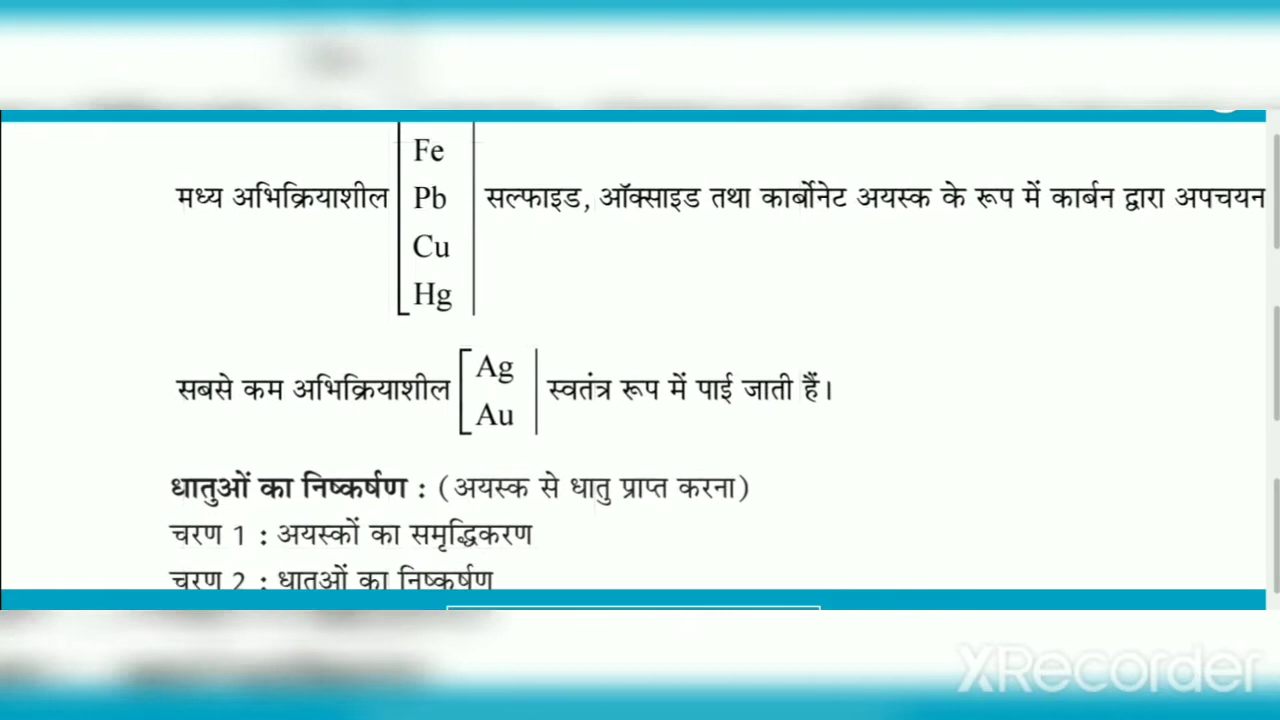 Fe
मध्य अभिक्रियाशील Pb सल्फाइड, ऑक्साइड तथा कार्बोनेट अयस्क के रूप में कार्बन द्वारा अपचयन
Cu
Hg
Ag
सबसे कम अभिक्रियाशील स्वतंत्र रूप में पाई जाती हैं।
Au
धातुओं का निष्कर्षण : (अयस्क से धातु प्राप्त करना)
चरण 1 : अयस्कों का समृद्धिकरण
चरण 2 : धातुओं का निष्कर्षण
XRecorder